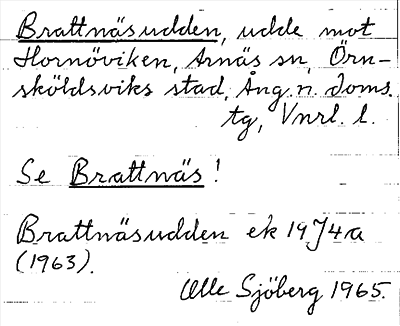 Brattnäsudden, udde mot
Hornöviken, Arnäs sn, Örn-
sköldsviks stad, Ång. n. doms.
tg, Vnrl. l.
Se Brattnäs!
Brattnäsudden ek 19J4a
(1963).
Olle Sjöberg 1965.